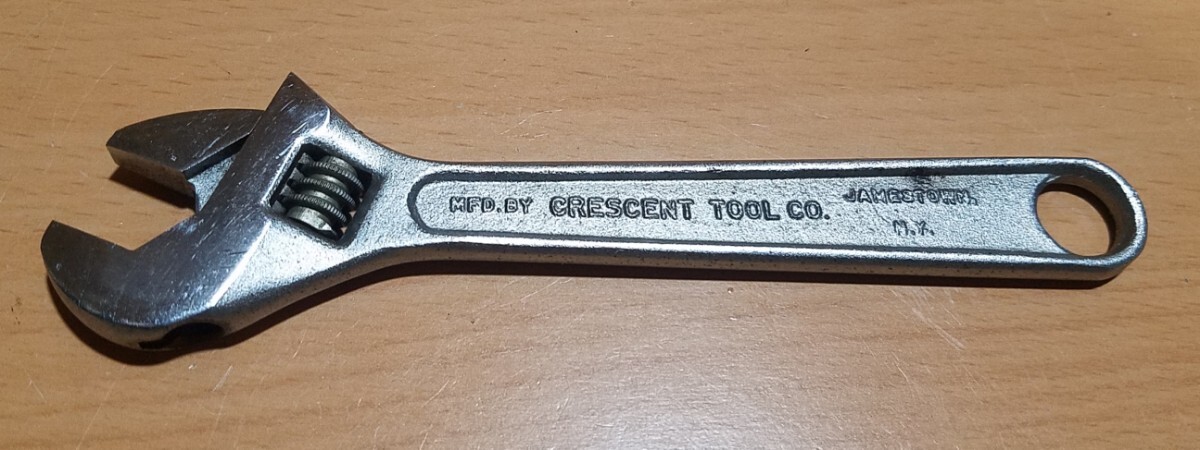 MFD. BY CRESCENT TOOL CO. JAMESTOWN,
N.Y.